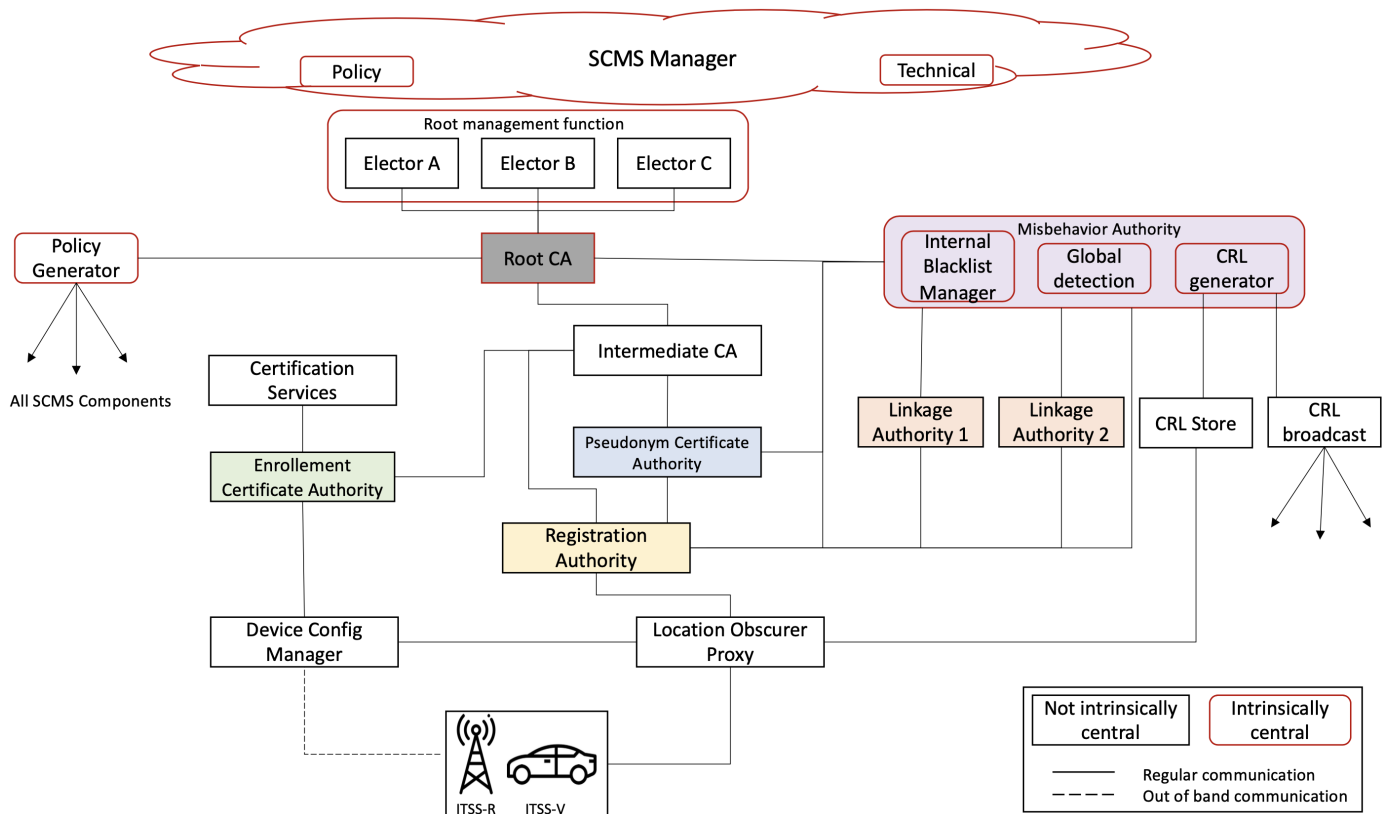 SCMS Manager
Policy
Technical
Root management function
Elector A
Elector B
Elector C
Policy
Generator
Root CA
Misbehavior Authority
Internal
Blacklist
Manager
Global
detection
CRL
generator
Intermediate CA
Certification
Services
All SCMS Components
Linkage
Authority 1
Linkage
Authority 2
CRL Store
CRL
broadcast
Pseudonym Certificate
Authority
Enrollement
Certificate Authority
Registration
Authority
Device Config
Manager
Location Obscurer
Proxy
ITSS-R
ITSS-V
Not intrinsically
central
Intrinsically
central
Regular communication
Out of band communication